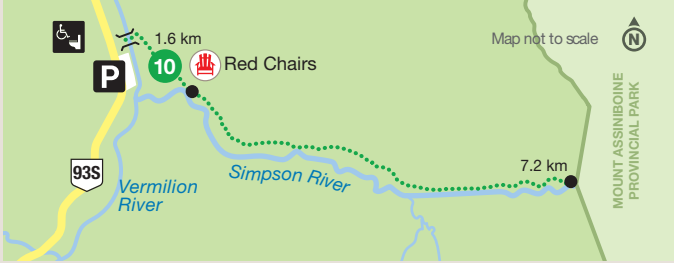 1.6 km
Map not to scale
N
10
Red Chairs
P
MOUNT ASSINIBOINE
PROVINCIAL PARK
7.2 km
93S
Simpson River
Vermilion
River